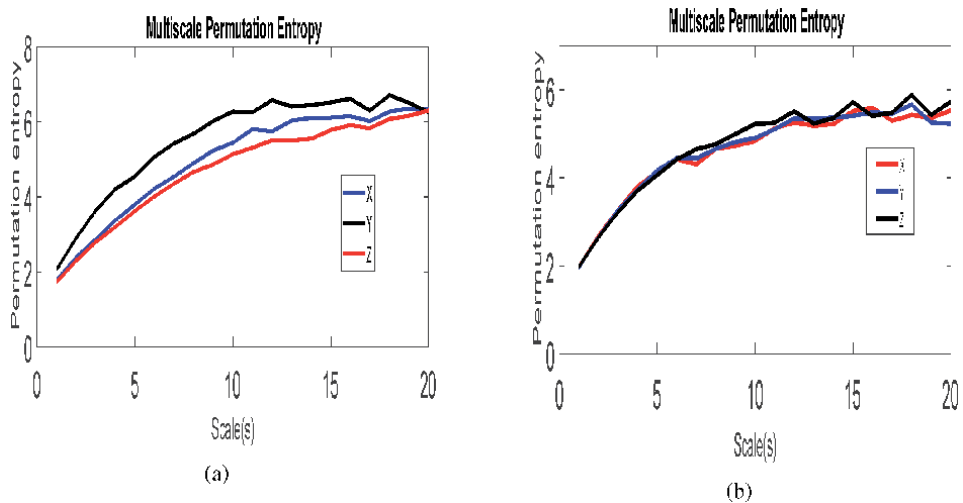 (a)
Multiscale Permutation Entropy
Permutation entropy
8
6
4
2
0
0 5 10 15 20
Scale(s)
X
Y
Z
(a)
(b)
Multiscale Permutation Entropy
Permutation entropy
6
4
2
0
0 5 10 15 20
Scale(s)
X
Y
Z
(b)